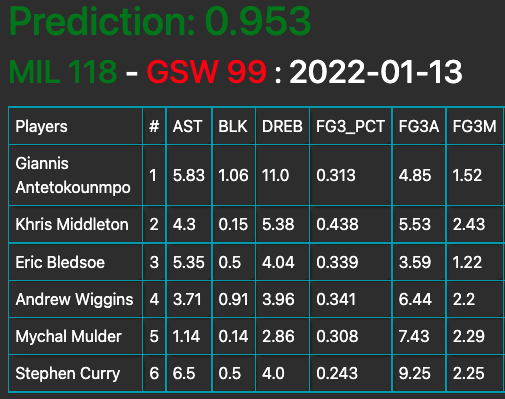 Prediction: 0.953
MIL 118 - GSW 99 : 2022-01-13
Players # AST BLK DREB FG3_PCT FG3A FG3M
Giannis
Antetokounmpo 1 5.83 1.06 11.0 0.313 4.85 1.52
Khris Middleton 2 4.3 0.15 5.38 0.438 5.53 2.43
Eric Bledsoe 3 5.35 0.5 4.04 0.339 3.59 1.22
Andrew Wiggins 4 3.71 0.91 3.96 0.341 6.44 2.2
Mychal Mulder 5 1.14 0.14 2.86 0.308 7.43 2.29
Stephen Curry 6 6.5 0.5 4.0 0.243 9.25 2.25